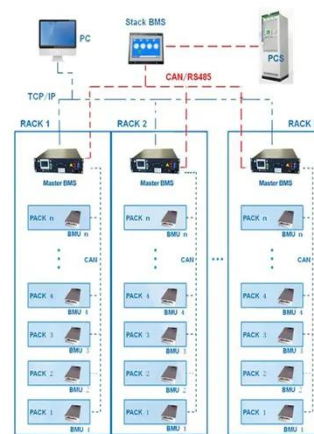 PC
Stack BMS
PCS
CAN/RS485
TCP/IP
RACK 1
RACK 2
RACK
Master BMS
Master BMS
Master BMS
PACK n
BMU n
PACK n
BMU n
PACK n
BMU n
CAN
CAN
CAN
PACK 4
BMU 4
PACK 4
BMU 4
PACK 4
BMU 4
PACK 3
BMU 3
PACK 3
BMU 3
PACK 3
BMU 3
PACK 2
BMU 2
PACK 2
BMU 2
PACK 2
BMU 2
PACK 1
BMU 1
PACK 1
BMU 1
PACK 1
BMU 1